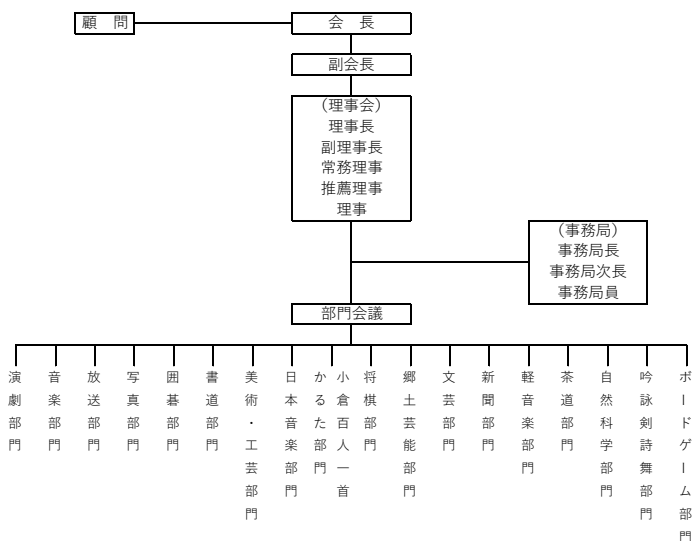 顧　問
会　長
副会長
（理事会）
理事長
副理事長
常務理事
推薦理事
理事
（事務局）
事務局長
事務局次長
事務局員
部門会議
演劇部門
音楽部門
放送部門
写真部門
囲碁部門
書道部門
美術・工芸部門
日本音楽部門
小倉百人一首
かるた部門
将棋部門
郷土芸能部門
文芸部門
新聞部門
軽音楽部門
茶道部門
自然科学部門
吟詠剣詩舞部門
ボードゲーム部門